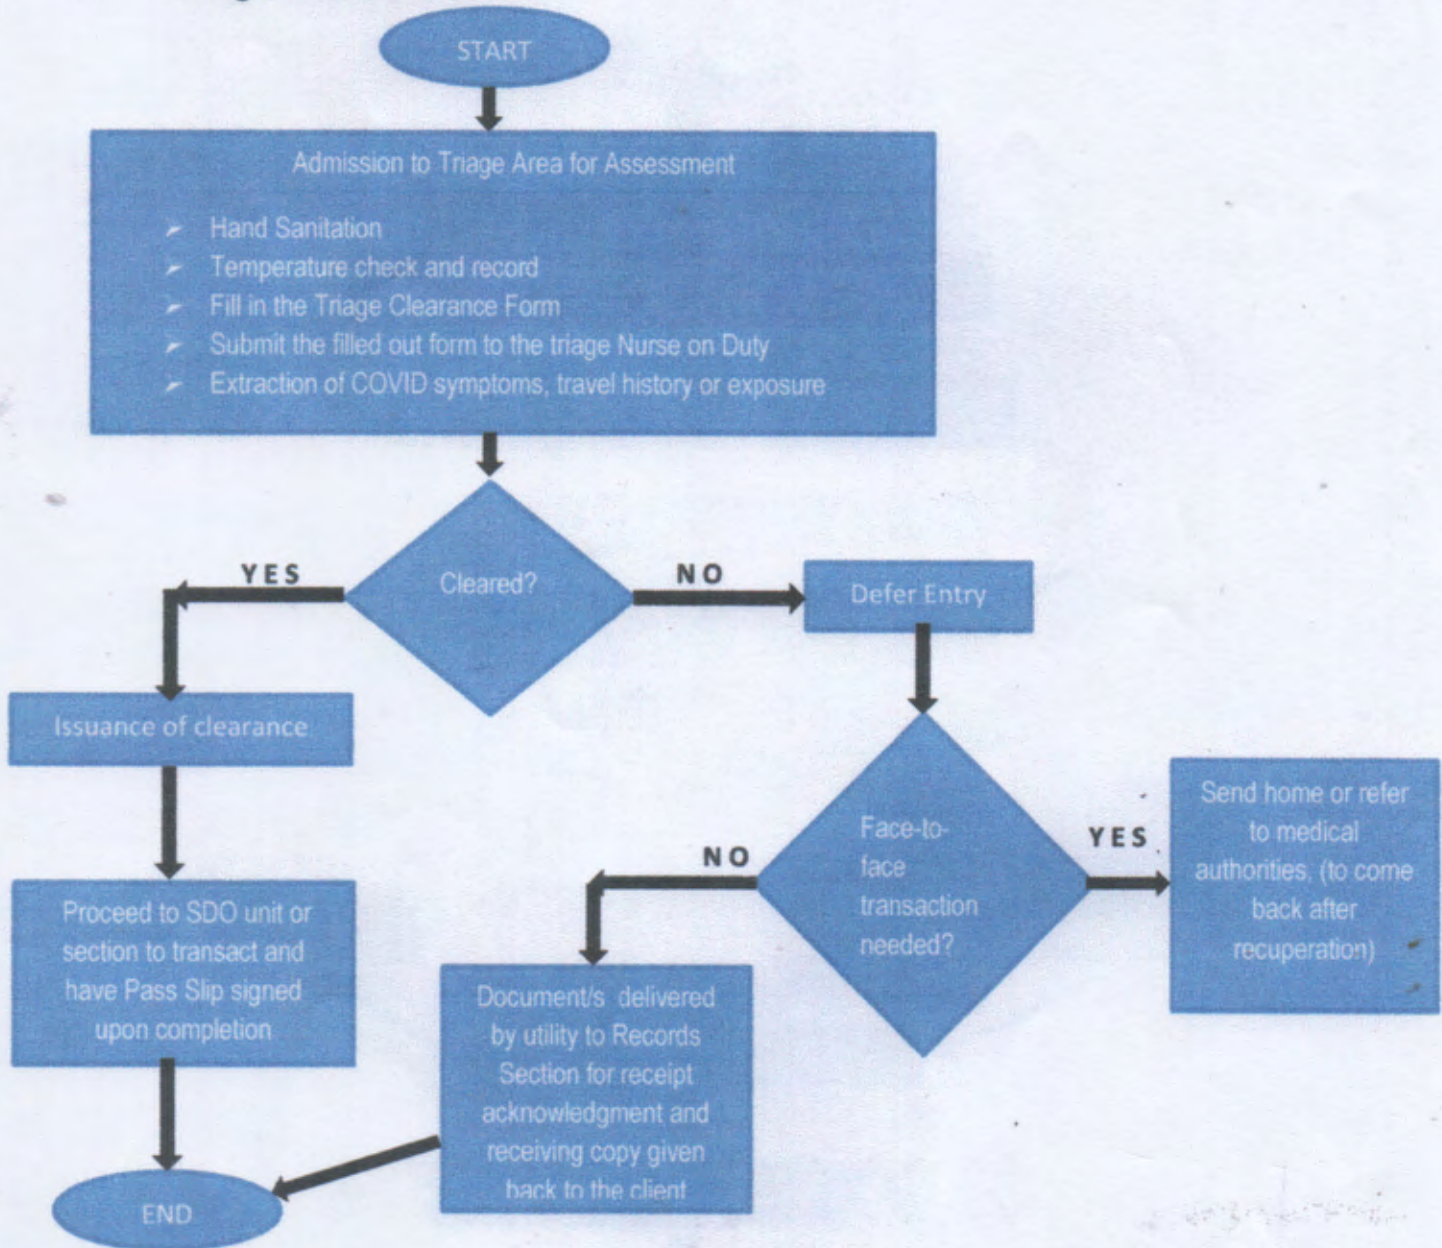 START
Admission to Triage Area for Assessment
➢ Hand Sanitation
➢ Temperature check and record
➢ Fill in the Triage Clearance Form
➢ Submit the filled out form to the triage Nurse on Duty
➢ Extraction of COVID symptoms, travel history or exposure
Cleared?
YES
NO
Defer Entry
Issuance of clearance
Proceed to SDO unit or
section to transact and
have Pass Slip signed
upon completion
Face-to-
face
transaction
needed?
NO
YES
Send home or refer
to medical
authorities, (to come
back after
recuperation)
Document/s delivered
by utility to Records
Section for receipt
acknowledgment and
receiving copy given
back to the client
END